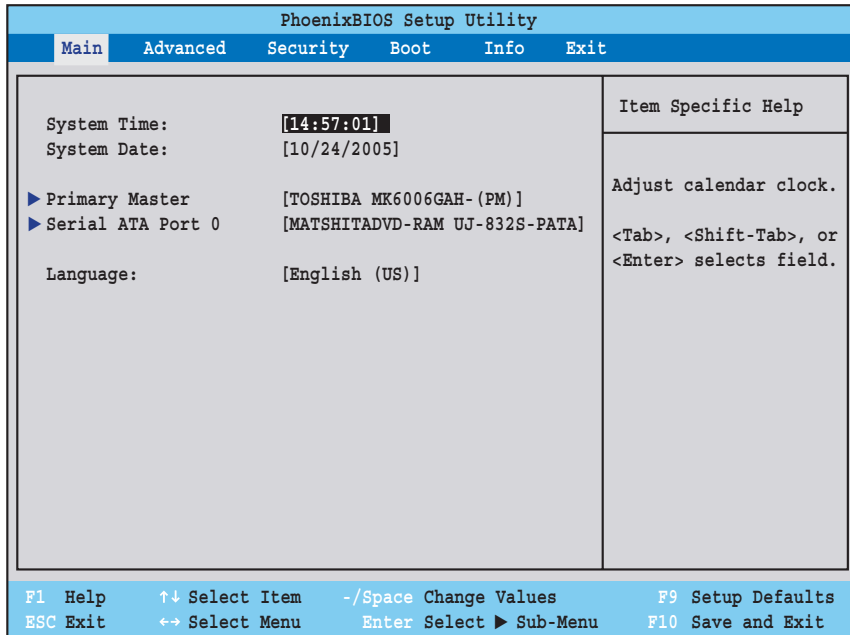 PhoenixBIOS Setup Utility
Main Advanced Security Boot Info Exit
System Time: [14:57:01]
System Date: [10/24/2005]
▶ Primary Master [TOSHIBA MK6006GAH-(PM)]
▶ Serial ATA Port 0 [MATSHITADVD-RAM UJ-832S-PATA]
Language: [English (US)]
Item Specific Help
Adjust calendar clock.
<Tab>, <Shift-Tab>, or
<Enter> selects field.
F1 Help ↑↓ Select Item -/Space Change Values F9 Setup Defaults
ESC Exit ←→ Select Menu Enter Select ▶ Sub-Menu F10 Save and Exit